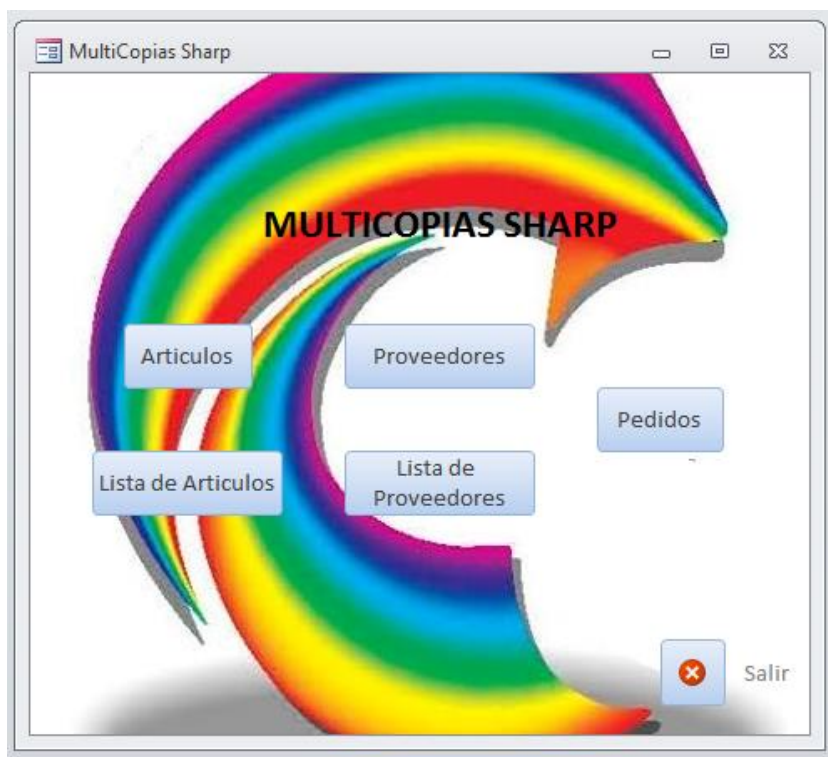 MultiCopias Sharp
MULTICOPIAS SHARP
Articulos
Proveedores
Pedidos
Lista de Articulos
Lista de
Proveedores
Salir